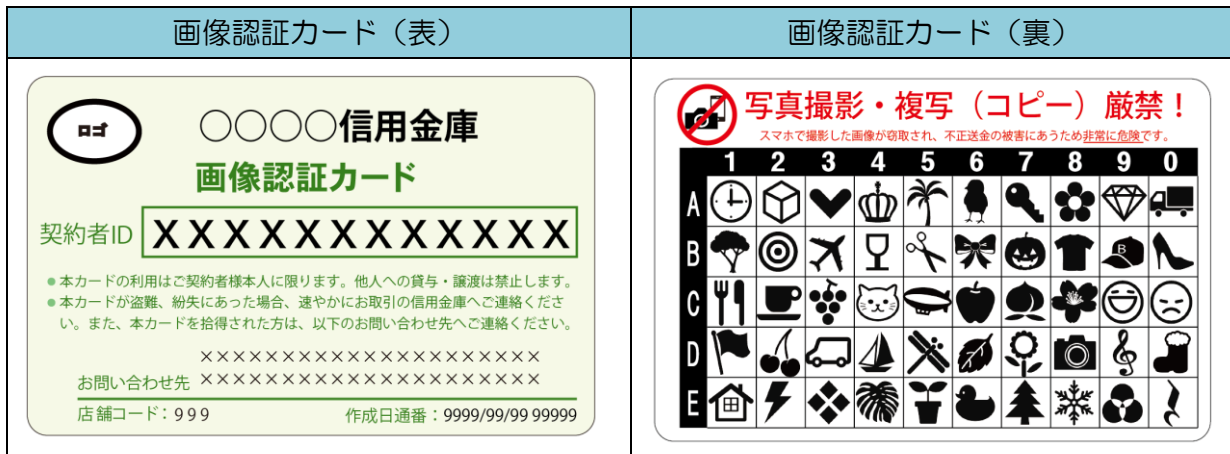 画像認証カード（表）
ロゴ
○○○○信用金庫
画像認証カード
契約者ID XXXXXXXXXXXX
●本カードの利用はご契約者様本人に限ります。他人への貸与・譲渡は禁止します。
●本カードが盗難、紛失にあった場合、速やかにお取引の信用金庫へご連絡くださ
い。また、本カードを拾得された方は、以下のお問い合わせ先へご連絡ください。
×××××××××××××××××××××
お問い合わせ先 ×××××××××××××××××××××
店舗コード：999 作成日通番：9999/99/99 99999
画像認証カード（裏）
写真撮影・複写（コピー）厳禁！
スマホで撮影した画像が窃取され、不正送金の被害にあうため非常に危険です。
1 2 3 4 5 6 7 8 9 0
A
B
B
C
D
E